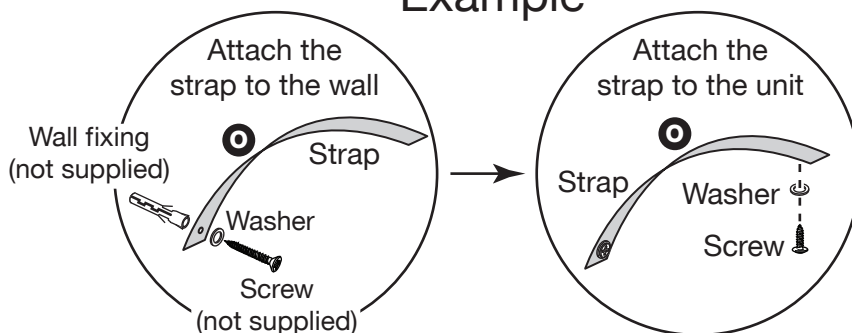 Example
Attach the
strap to the wall
O
Wall fixing
(not supplied)
Strap
Washer
Screw
(not supplied)
Attach the
strap to the unit
O
Strap
Washer
Screw